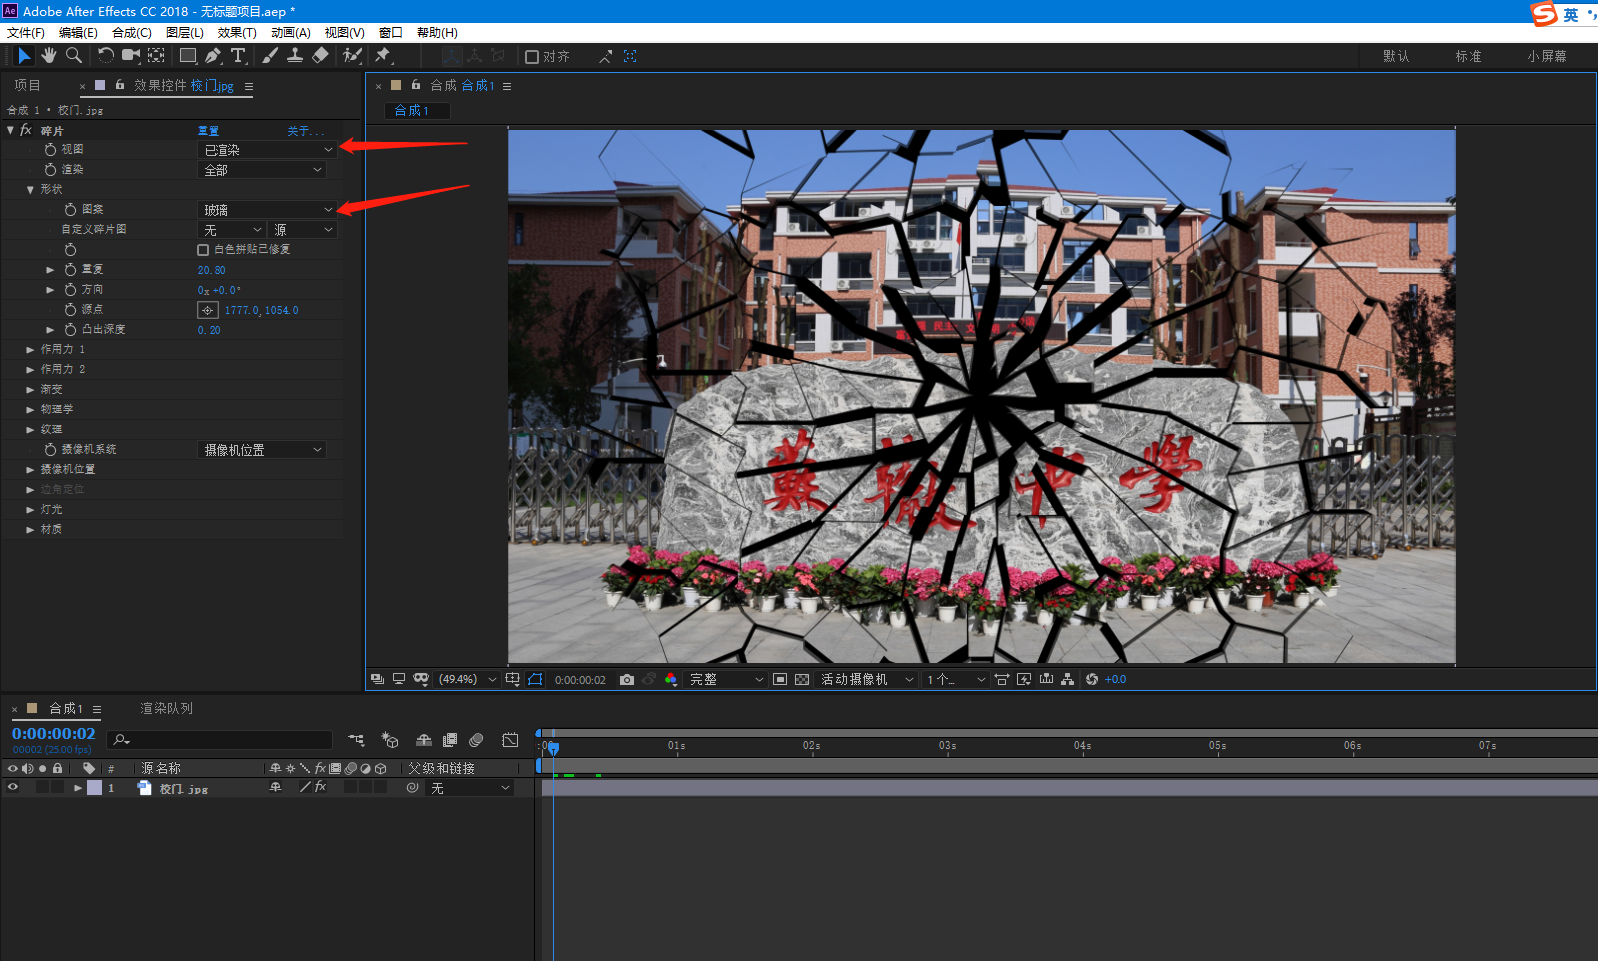 Adobe After Effects CC 2018 - 无标题项目.aep *
英
文件(F) 编辑(E) 合成(C) 图层(L) 效果(T) 动画(A) 视图(V) 窗口 帮助(H)
对齐 默认 标准 小屏幕
项目 效果控件 校门.jpg
合成 合成1
合成 1 • 校门.jpg
合成1
fx 碎片 重置 关于...
视图 已渲染
渲染 全部
形状
图案 玻璃
自定义碎片图 无 源
白色拼贴已修复
重复 20.80
方向 0x +0.0°
源点 1777.0, 1054.0
凸出深度 0.20
作用力 1
作用力 2
渐变
物理学
纹理
摄像机系统 摄像机位置
摄像机位置
边角定位
灯光
材质
民主
文
明
蘇
中學
(49.4%) 0:00:00:02 完整 活动摄像机 1个... +0.0
合成1 渲染队列
0:00:00:02
00002 (25.00 fps)
:00 01s 02s 03s 04s 05s 06s 07s
# 源名称 fx 父级和链接
1 校门.jpg fx 无